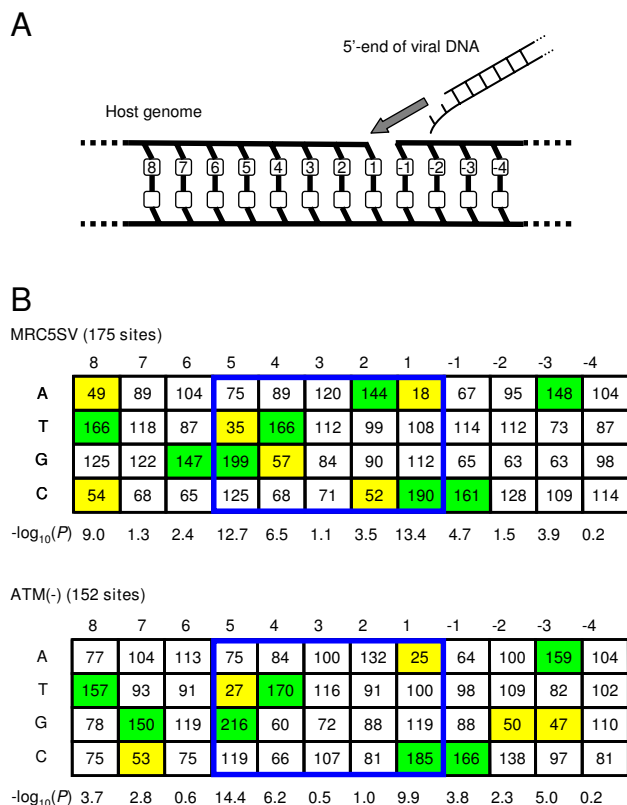 A
5'-end of viral DNA
Host genome
8 7 6 5 4 3 2 1 -1 -2 -3 -4
B
MRC5SV (175 sites)
8 7 6 5 4 3 2 1 -1 -2 -3 -4
A 49 89 104 75 89 120 144 18 67 95 148 104
T 166 118 87 35 166 112 99 108 114 112 73 87
G 125 122 147 199 57 84 90 112 65 63 63 98
C 54 68 65 125 68 71 52 190 161 128 109 114
-log10(P) 9.0 1.3 2.4 12.7 6.5 1.1 3.5 13.4 4.7 1.5 3.9 0.2
ATM(-) (152 sites)
8 7 6 5 4 3 2 1 -1 -2 -3 -4
A 77 104 113 75 84 100 132 25 64 100 159 104
T 157 93 91 27 170 116 91 100 98 109 82 102
G 78 150 119 216 60 72 88 119 88 50 47 110
C 75 53 75 119 66 107 81 185 166 138 97 81
-log10(P) 3.7 2.8 0.6 14.4 6.2 0.5 1.0 9.9 3.8 2.3 5.0 0.2